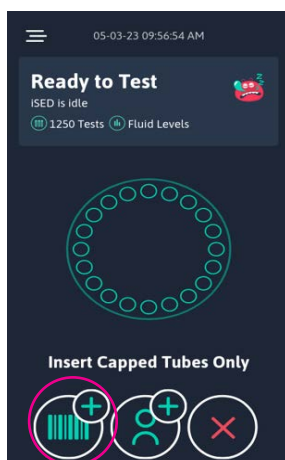 05-03-23 09:56:54 AM
Ready to Test
iSED is idle
1250 Tests Fluid Levels
Insert Capped Tubes Only